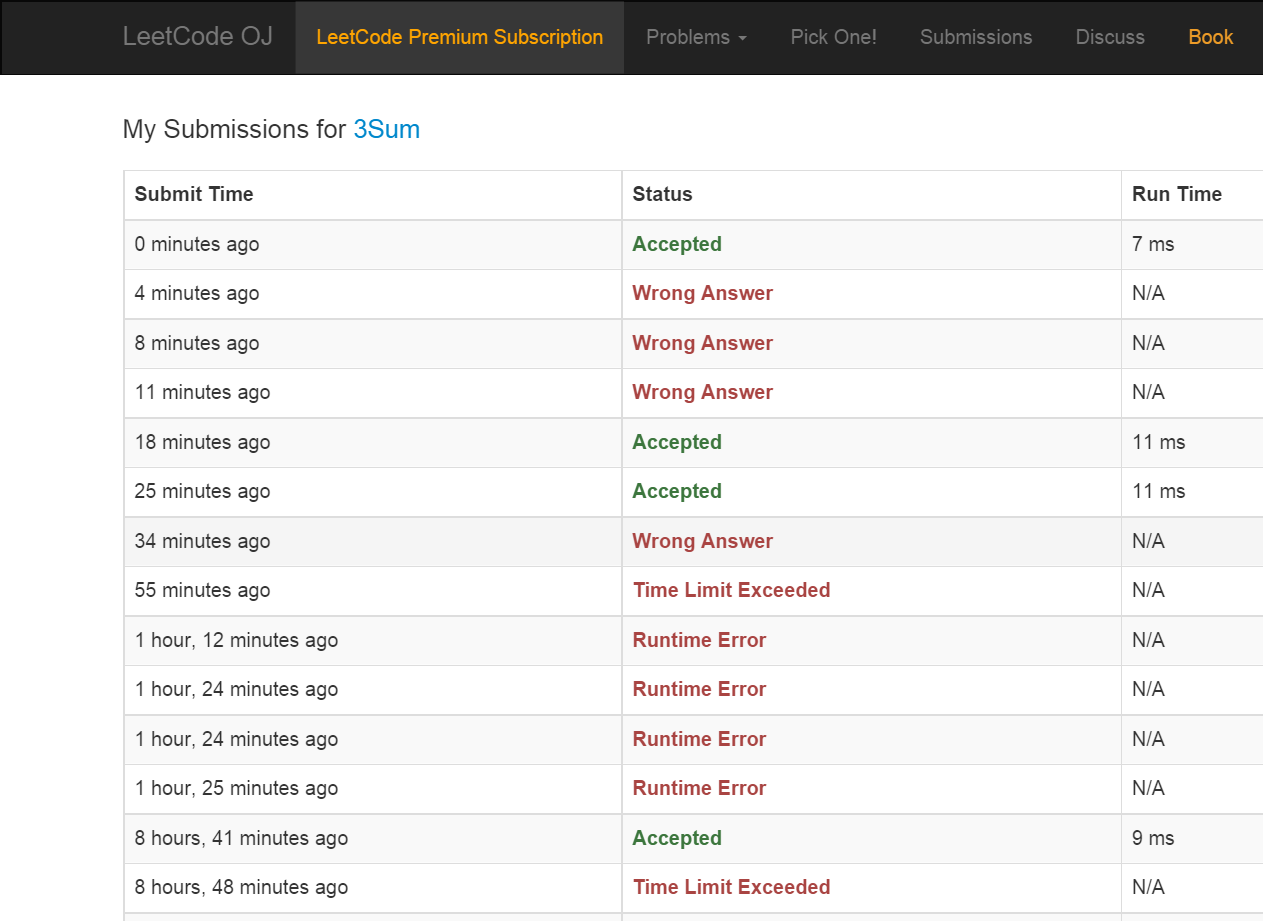 LeetCode OJ LeetCode Premium Subscription Problems Pick One! Submissions Discuss Book
My Submissions for 3Sum
Submit Time Status Run Time
0 minutes ago Accepted 7 ms
4 minutes ago Wrong Answer N/A
8 minutes ago Wrong Answer N/A
11 minutes ago Wrong Answer N/A
18 minutes ago Accepted 11 ms
25 minutes ago Accepted 11 ms
34 minutes ago Wrong Answer N/A
55 minutes ago Time Limit Exceeded N/A
1 hour, 12 minutes ago Runtime Error N/A
1 hour, 24 minutes ago Runtime Error N/A
1 hour, 24 minutes ago Runtime Error N/A
1 hour, 25 minutes ago Runtime Error N/A
8 hours, 41 minutes ago Accepted 9 ms
8 hours, 48 minutes ago Time Limit Exceeded N/A